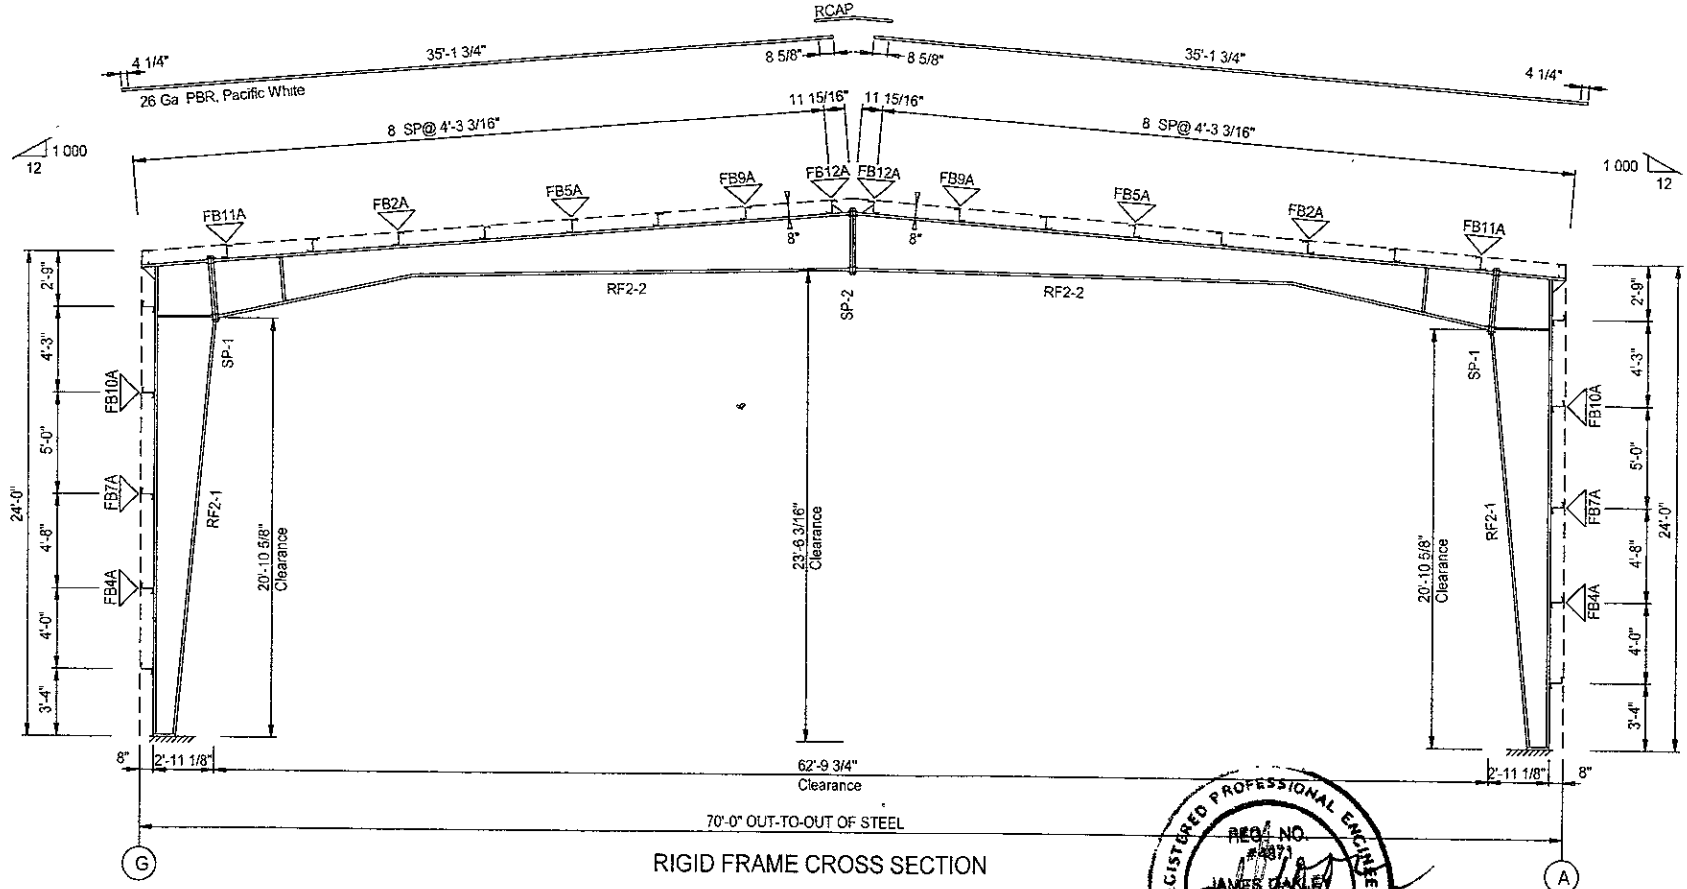 RCAP
4 1/4"
35'-1 3/4"
8 5/8"
8 5/8"
35'-1 3/4"
4 1/4"
26 Ga PBR, Pacific White
11 15/16"
11 15/16"
8 SP@ 4'-3 3/16"
8 SP@ 4'-3 3/16"
1 000
12
1 000
12
FB11A
FB2A
FB5A
FB9A
FB12A
FB12A
FB9A
FB5A
FB2A
FB11A
8"
8"
RF2-2
RF2-2
SP-2
SP-1
SP-1
2'-9"
4'-3"
5'-0"
4'-8"
4'-0"
3'-4"
24'-0"
FB10A
FB7A
FB4A
RF2-1
20'-10 5/8"
Clearance
23'-6 3/16"
Clearance
20'-10 5/8"
Clearance
RF2-1
FB10A
FB7A
FB4A
2'-9"
4'-3"
5'-0"
4'-8"
4'-0"
3'-4"
24'-0"
8"
2'-11 1/8"
62'-9 3/4"
Clearance
2'-11 1/8"
8"
70'-0" OUT-TO-OUT OF STEEL
G
RIGID FRAME CROSS SECTION
A
REGISTERED PROFESSIONAL ENGINEE
REG. NO.
#4871
JAMES OAKLEY